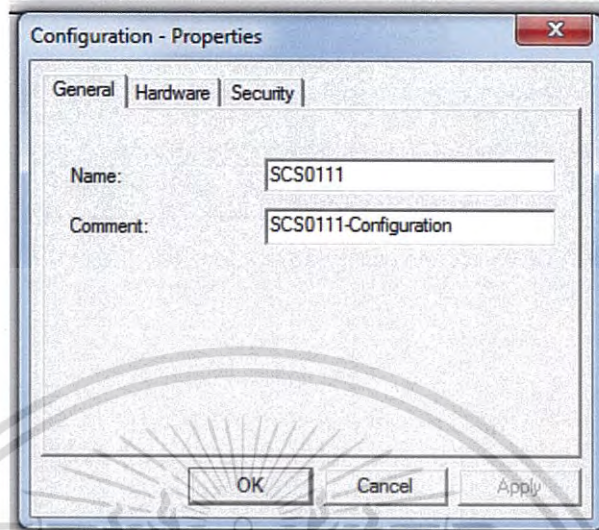 Configuration - Properties
General Hardware Security
Name: SCS0111
Comment: SCS0111-Configuration
OK Cancel Apply